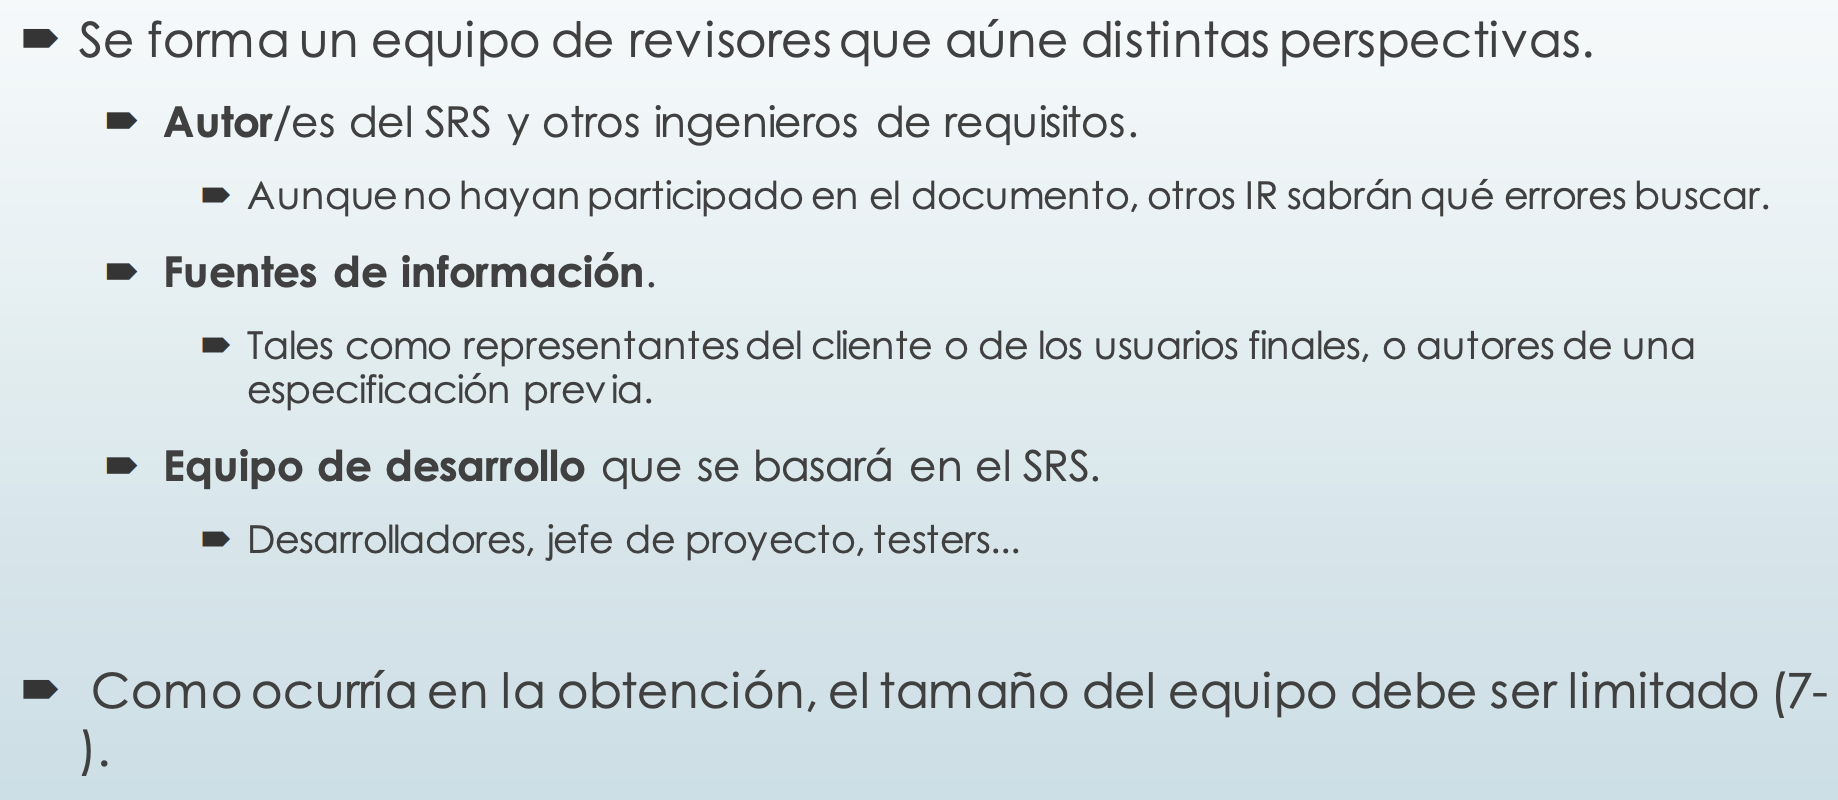 Se forma un equipo de revisores que aúne distintas perspectivas.
Autor/es del SRS y otros ingenieros de requisitos.
Aunque no hayan participado en el documento, otros IR sabrán qué errores buscar.
Fuentes de información.
Tales como representantes del cliente o de los usuarios finales, o autores de una
especificación previa.
Equipo de desarrollo que se basará en el SRS.
Desarrolladores, jefe de proyecto, testers...
Como ocurría en la obtención, el tamaño del equipo debe ser limitado (7-
).